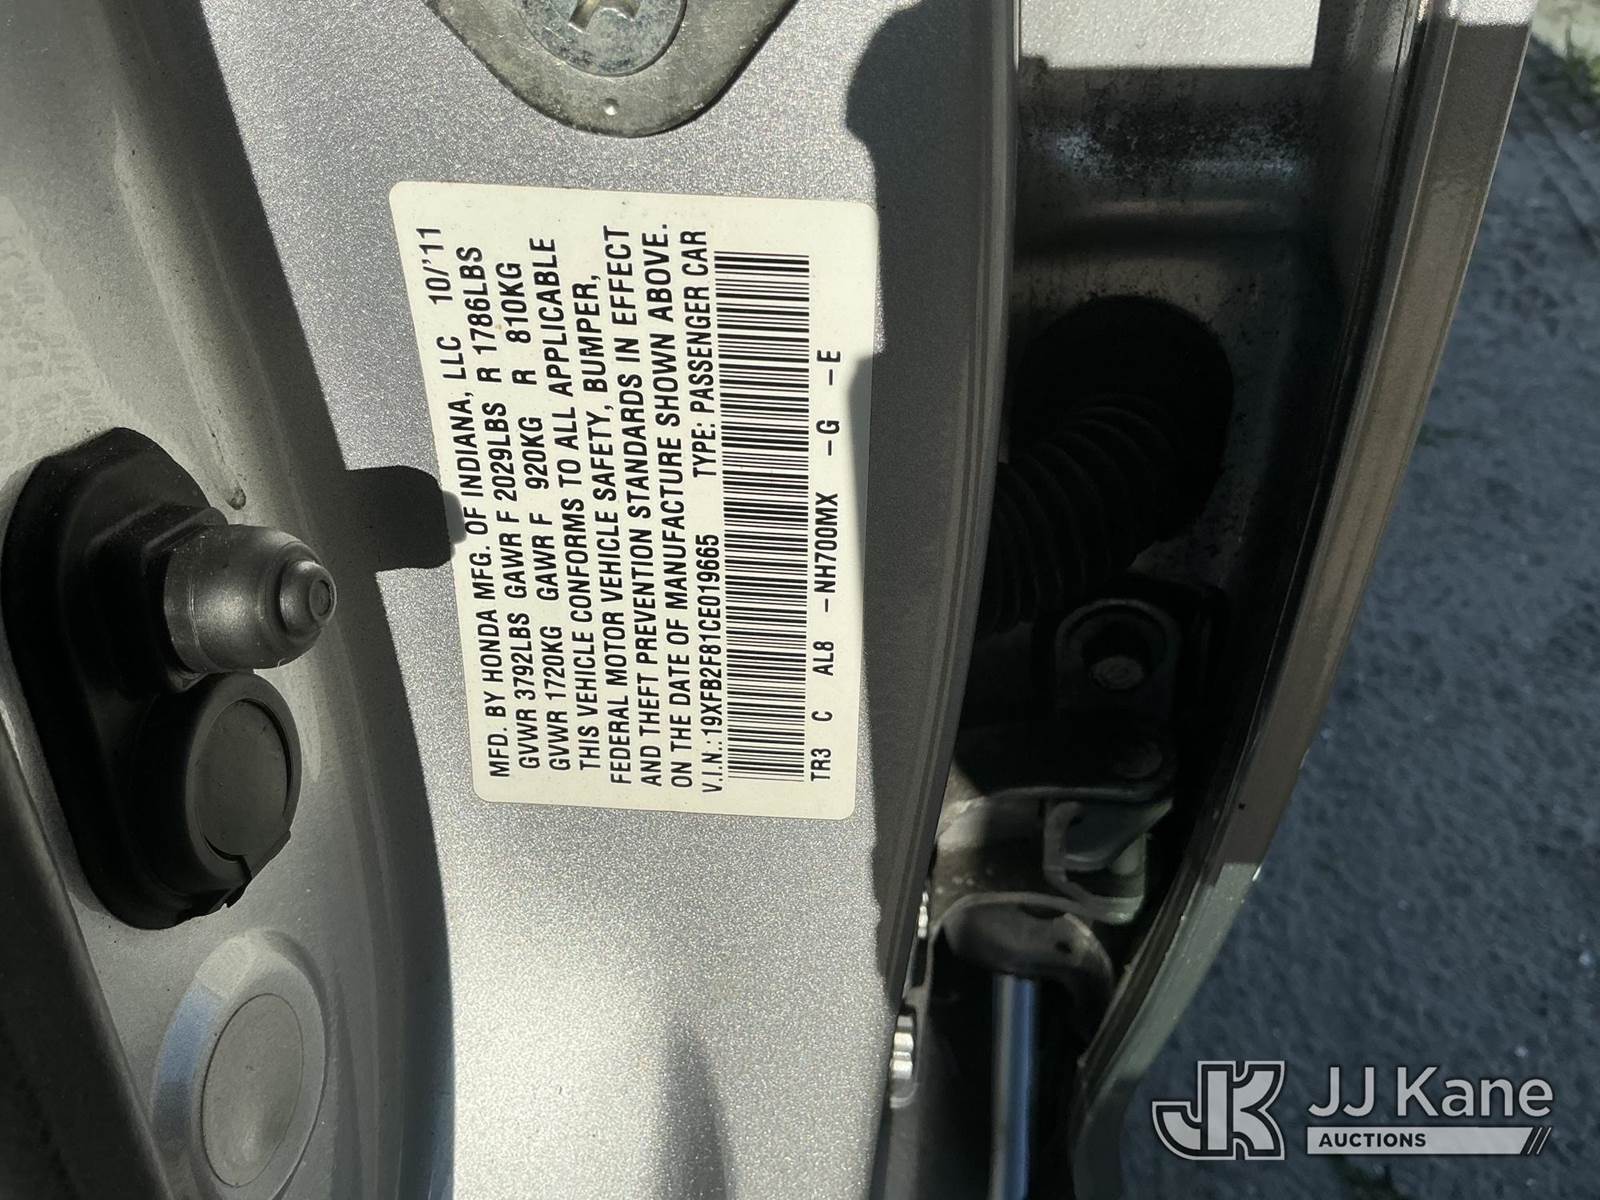 MFD. BY HONDA MFG. OF INDIANA, LLC 10/'11
GVWR 3792LBS GAWR F 2029LBS R 1786LBS
GVWR 1720KG GAWR F 920KG R 810KG
THIS VEHICLE CONFORMS TO ALL APPLICABLE
FEDERAL MOTOR VEHICLE SAFETY, BUMPER,
AND THEFT PREVENTION STANDARDS IN EFFECT
ON THE DATE OF MANUFACTURE SHOWN ABOVE.
V.I.N.: 19XFB2F81CE019665 TYPE: PASSENGER CAR
TR3 C AL8 -NH700MX -G -E
JK JJ Kane
AUCTIONS